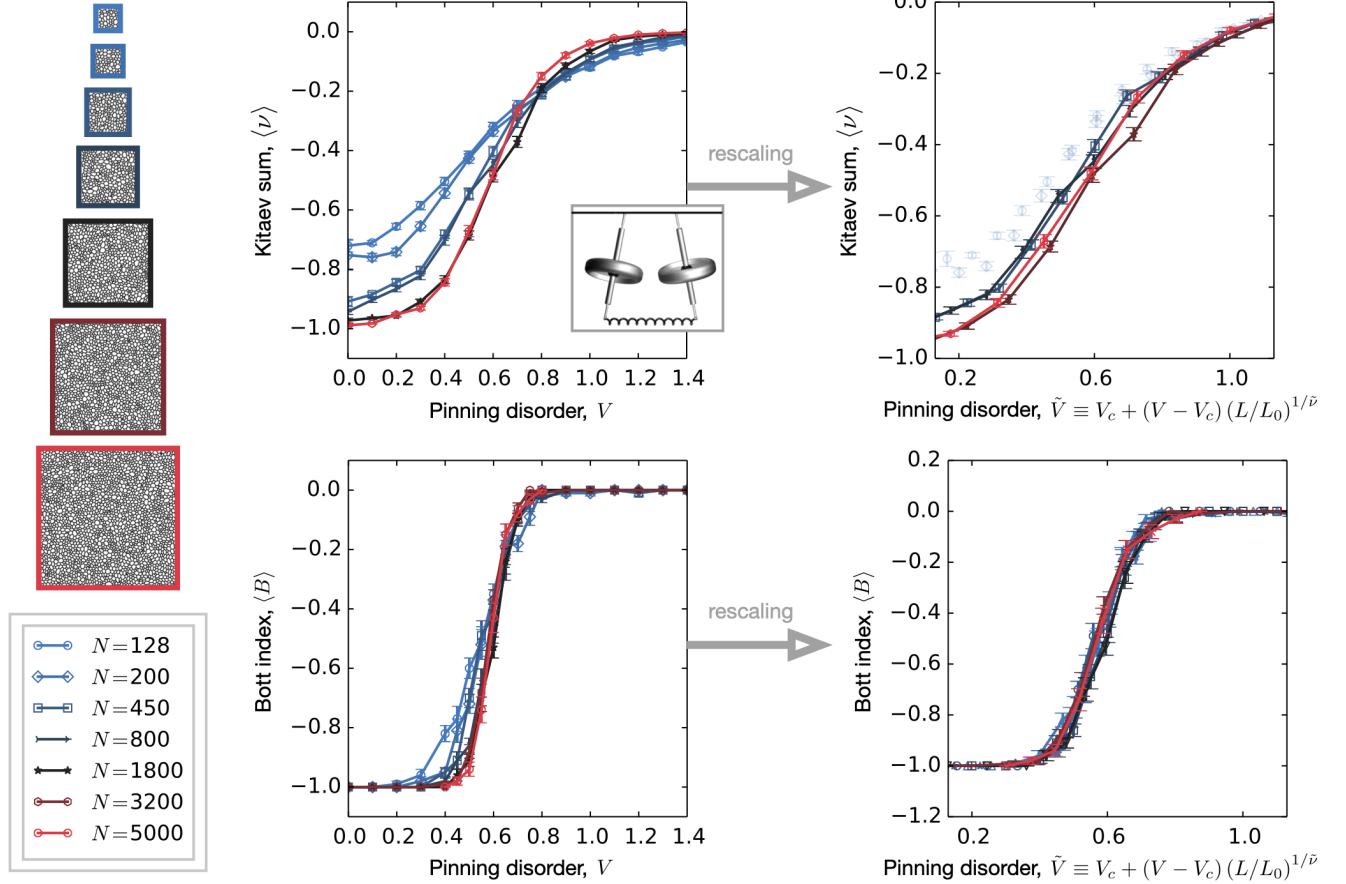 0.0
−0.2
−0.4
−0.6
−0.8
−1.0
Kitaev sum, ⟨ν⟩
0.0 0.2 0.4 0.6 0.8 1.0 1.2 1.4
Pinning disorder, V
rescaling
0.0
−0.2
−0.4
−0.6
−0.8
−1.0
Kitaev sum, ⟨ν⟩
0.2 0.6 1.0
Pinning disorder, Ṽ ≡ V_c + (V − V_c) (L/L_0)^{1/ν̃}
N=128
N=200
N=450
N=800
N=1800
N=3200
N=5000
0.0
−0.2
−0.4
−0.6
−0.8
−1.0
Bott index, ⟨B⟩
0.0 0.2 0.4 0.6 0.8 1.0 1.2 1.4
Pinning disorder, V
rescaling
0.2
0.0
−0.2
−0.4
−0.6
−0.8
−1.0
−1.2
Bott index, ⟨B⟩
0.2 0.6 1.0
Pinning disorder, Ṽ ≡ V_c + (V − V_c) (L/L_0)^{1/ν̃}